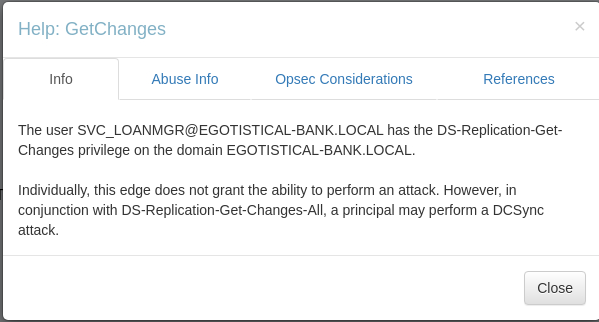 Help: GetChanges
×
Info
Abuse Info
Opsec Considerations
References
The user SVC_LOANMGR@EGOTISTICAL-BANK.LOCAL has the DS-Replication-Get-
Changes privilege on the domain EGOTISTICAL-BANK.LOCAL.
Individually, this edge does not grant the ability to perform an attack. However, in
conjunction with DS-Replication-Get-Changes-All, a principal may perform a DCSync
attack.
Close